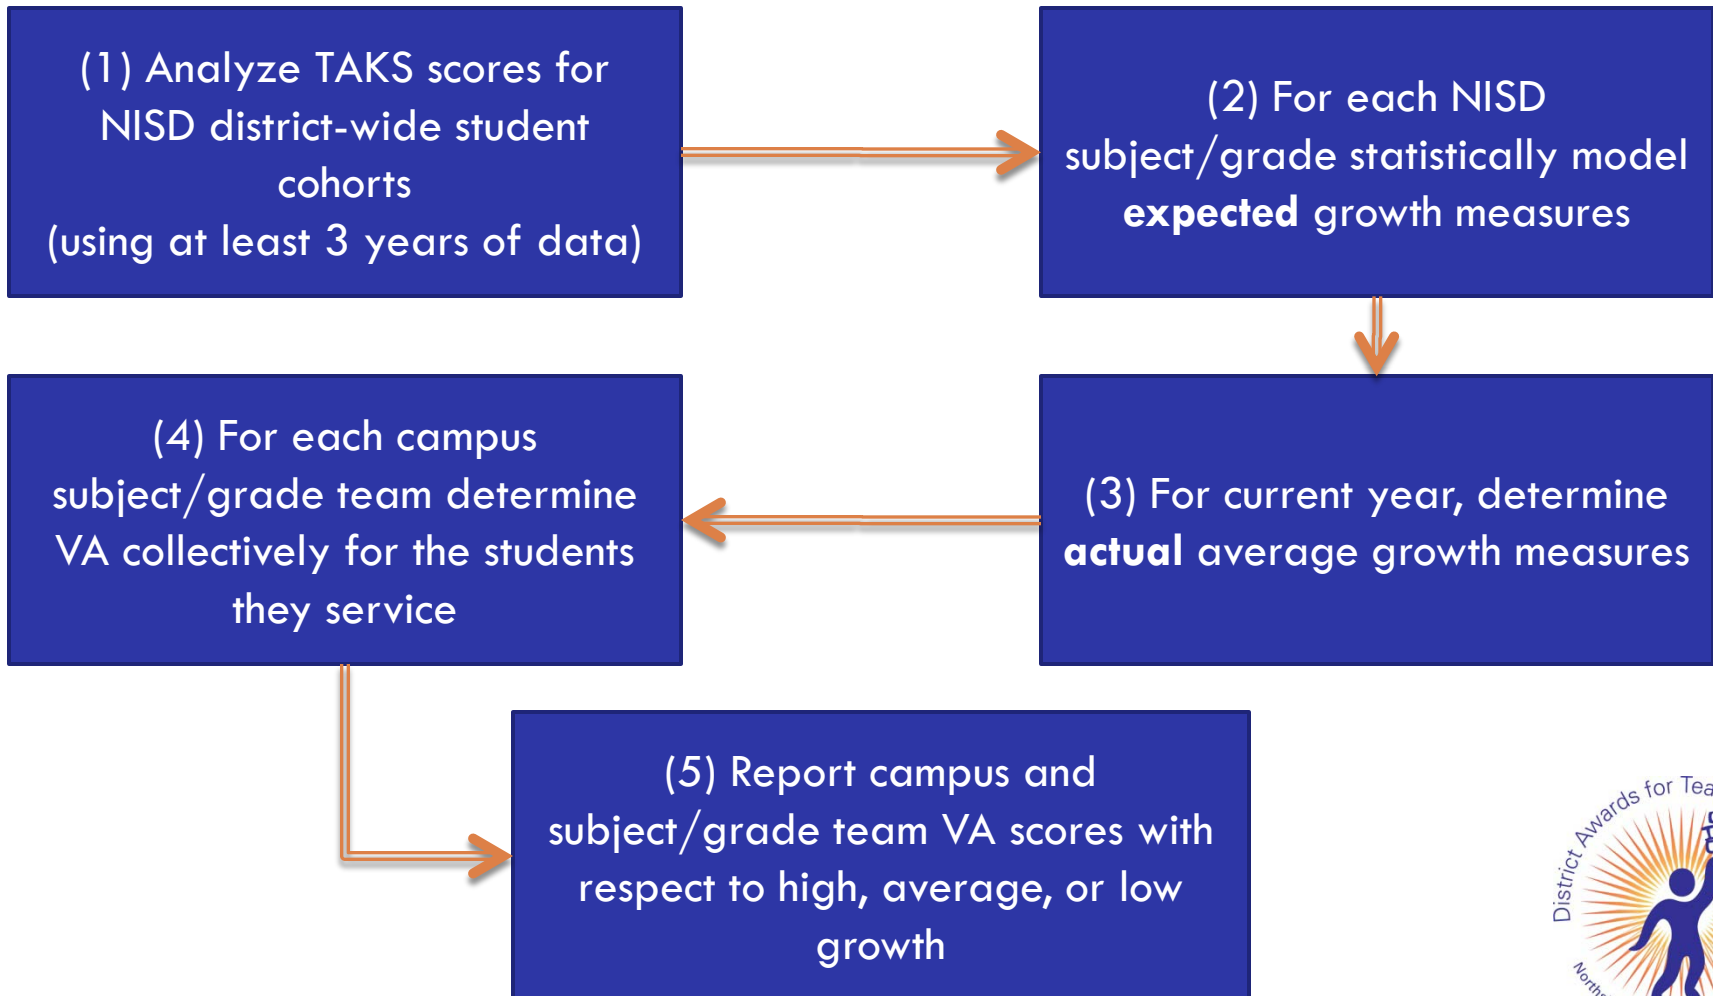 (1) Analyze TAKS scores for
NISD district-wide student
cohorts
(using at least 3 years of data)
(2) For each NISD
subject/grade statistically model
expected growth measures
(4) For each campus
subject/grade team determine
VA collectively for the students
they service
(3) For current year, determine
actual average growth measures
(5) Report campus and
subject/grade team VA scores with
respect to high, average, or low
growth
District Awards for